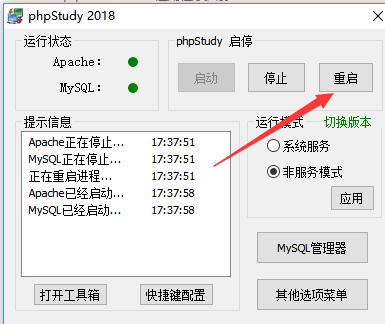 phpStudy 2018
运行状态
Apache:
MySQL:
phpStudy 启停
启动
停止
重启
提示信息
Apache正在停止... 17:37:51
MySQL正在停止... 17:37:51
正在重启进程... 17:37:51
Apache已经启动... 17:37:58
MySQL已经启动... 17:37:58
运行模式 切换版本
系统服务
非服务模式
应用
MySQL管理器
打开工具箱
快捷键配置
其他选项菜单